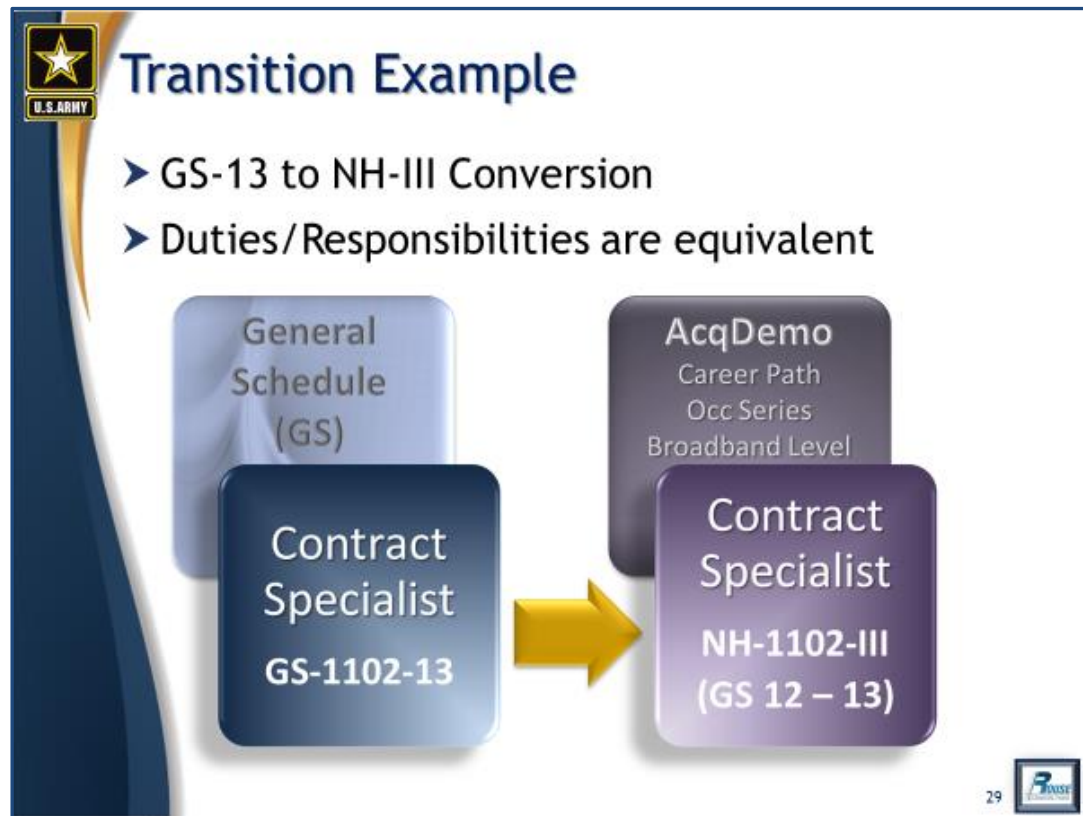 U.S.ARMY
Transition Example
➤ GS-13 to NH-III Conversion
➤ Duties/Responsibilities are equivalent
General
Schedule
(GS)
Contract
Specialist
GS-1102-13
AcqDemo
Career Path
Occ Series
Broadband Level
Contract
Specialist
NH-1102-III
(GS 12 – 13)
29